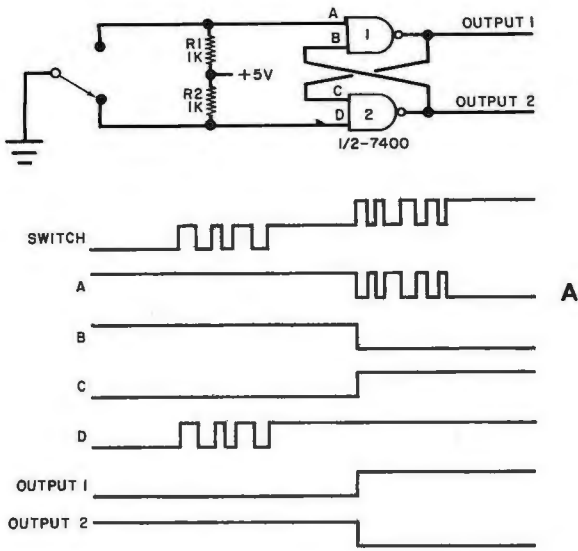 A
OUTPUT 1
R1
1K
B
1
+5V
R2
1K
C
OUTPUT 2
D
2
1/2-7400
SWITCH
A
A
B
C
D
OUTPUT 1
OUTPUT 2